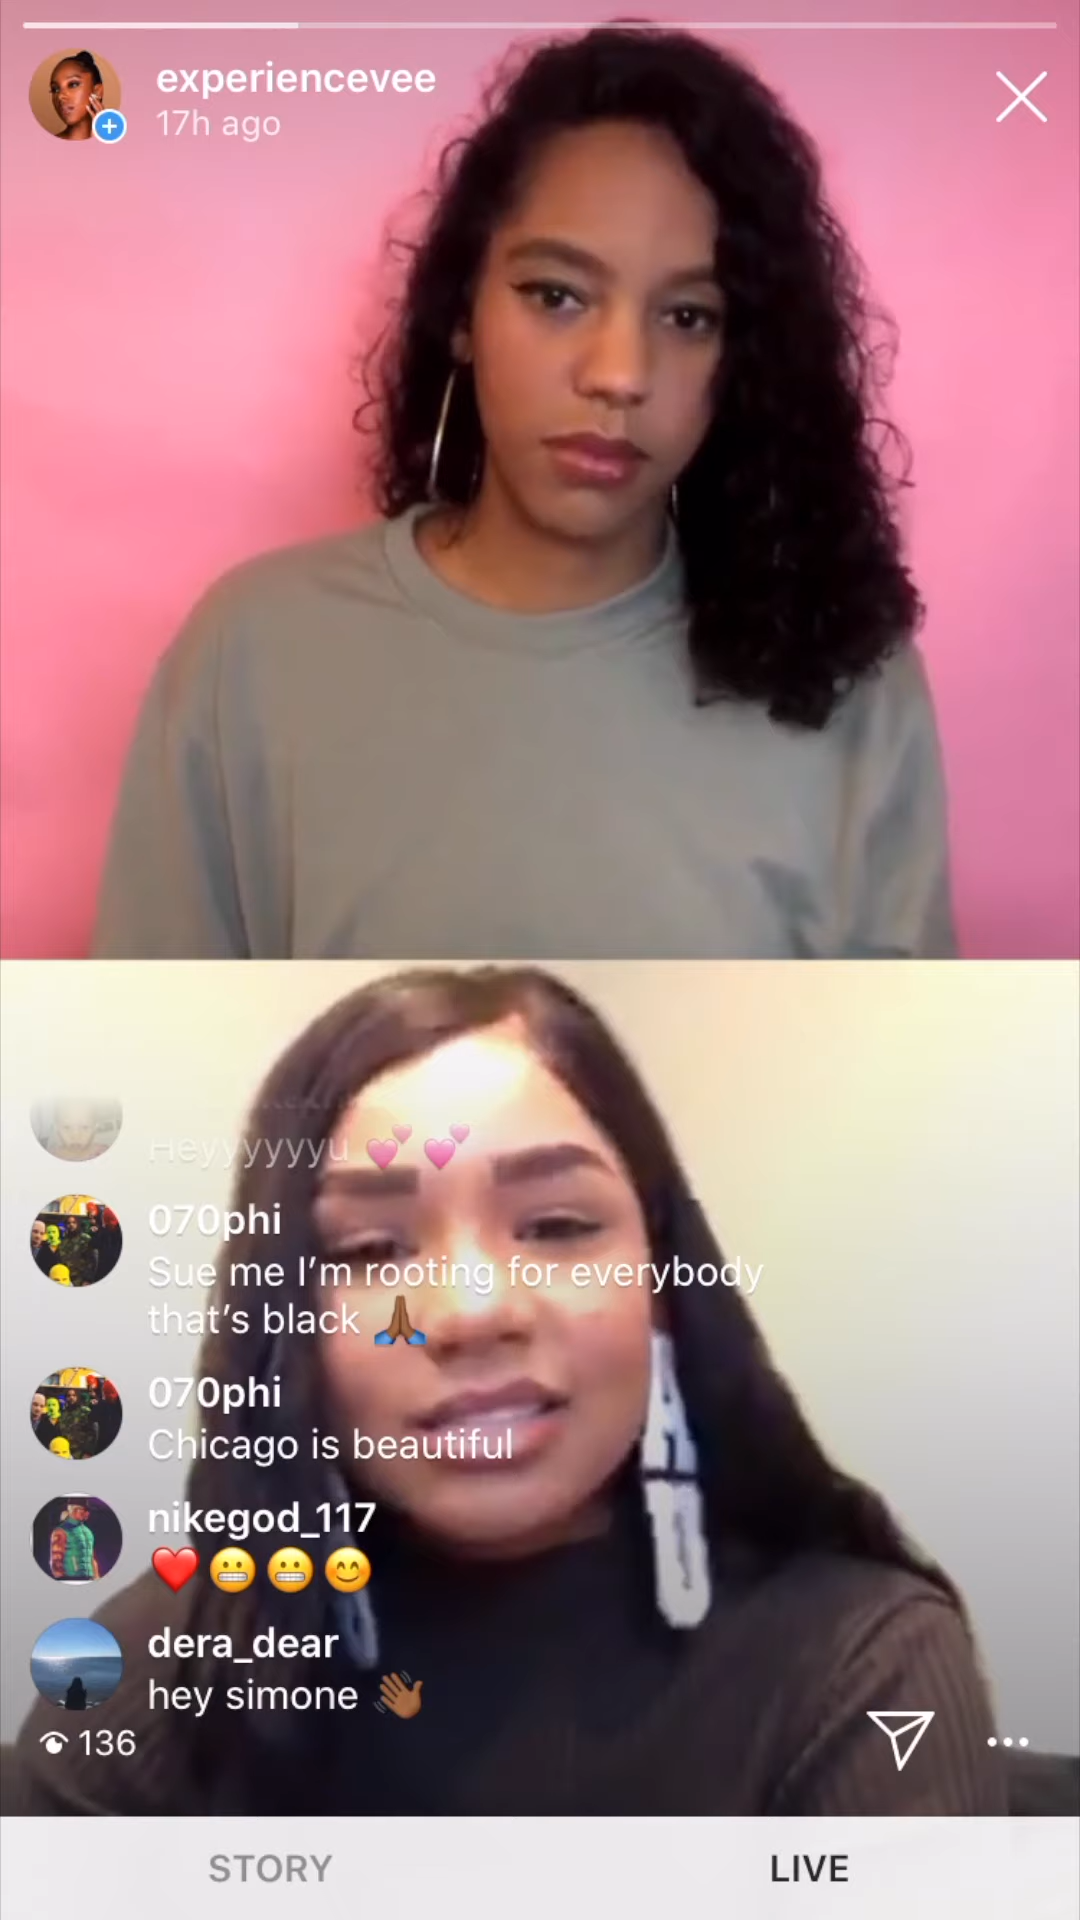 experiencevee
17h ago
Heyyyyyyu 💕 💕
070phi
Sue me I’m rooting for everybody
that’s black 🙏🏾
070phi
Chicago is beautiful
nikegod_117
❤️😬😬😊
dera_dear
hey simone 👋🏾
136
STORY
LIVE